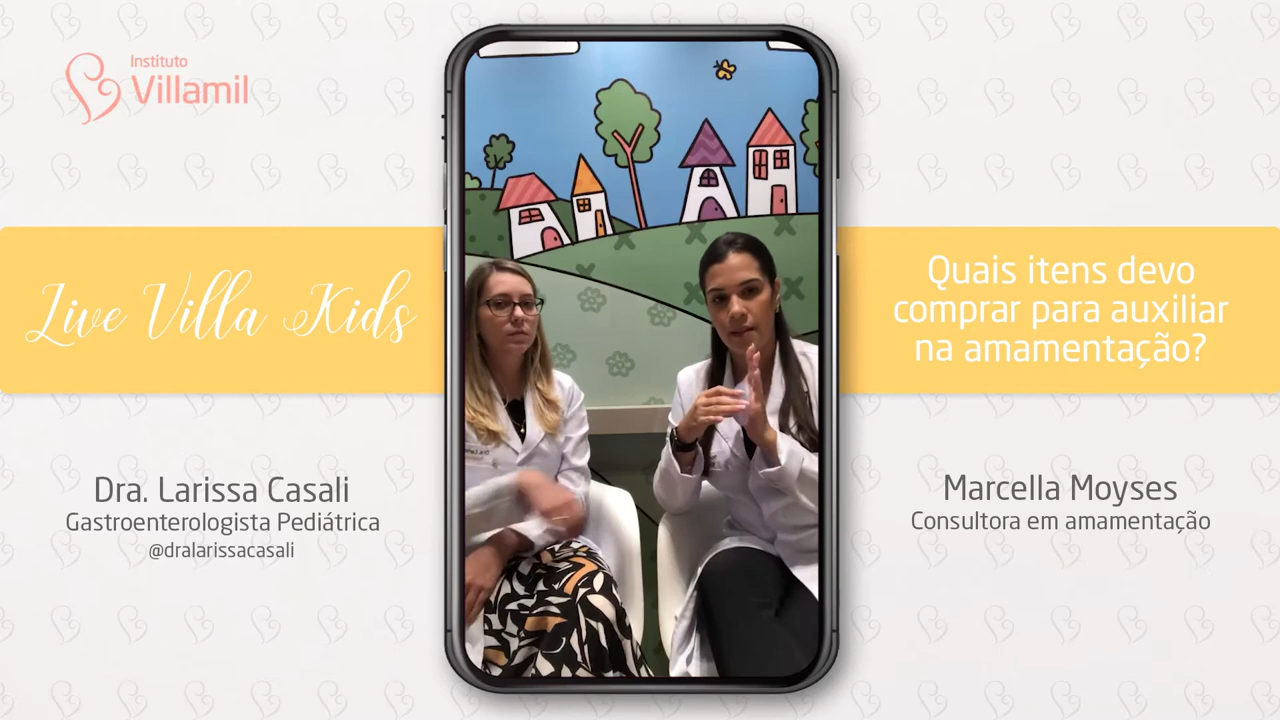 Instituto
Villamil
Live Villa Kids
Quais itens devo
comprar para auxiliar
na amamentação?
Dra. Larissa Casali
Gastroenterologista Pediátrica
@dralarissacasali
Marcella Moyses
Consultora em amamentação